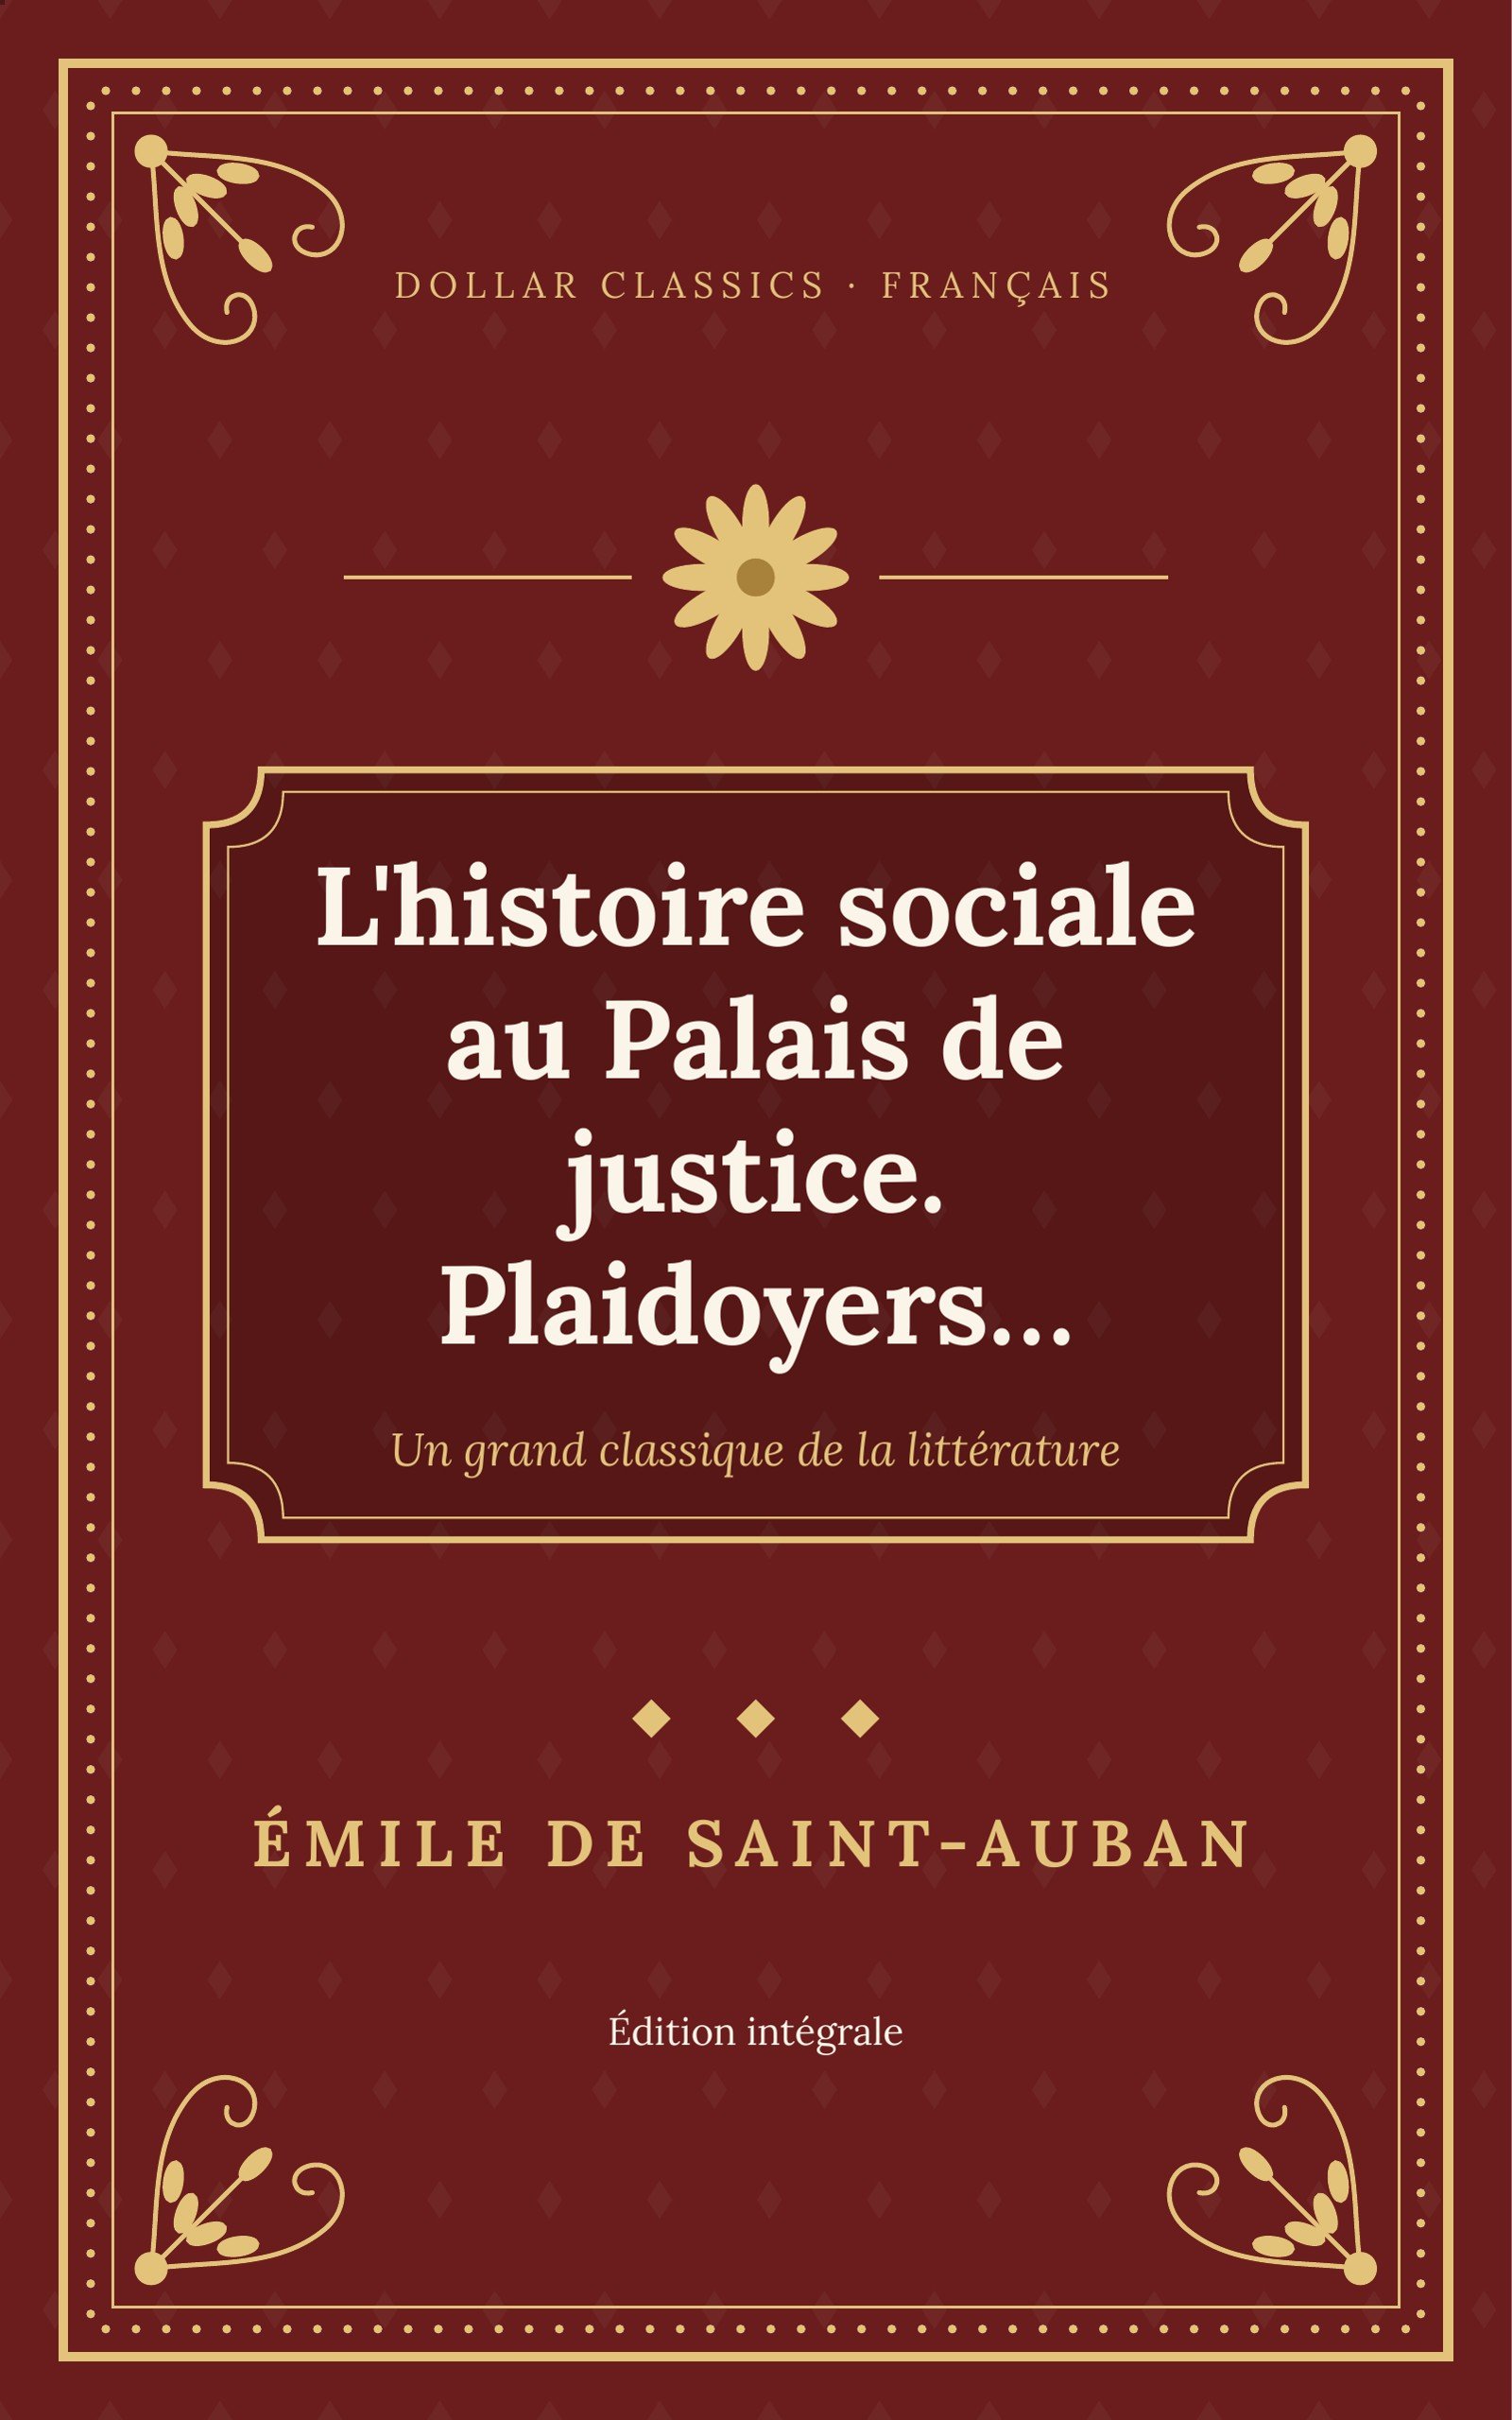 DOLLAR CLASSICS · FRANÇAIS
L'histoire sociale
au Palais de
justice.
Plaidoyers...
Un grand classique de la littérature
ÉMILE DE SAINT-AUBAN
Édition intégrale